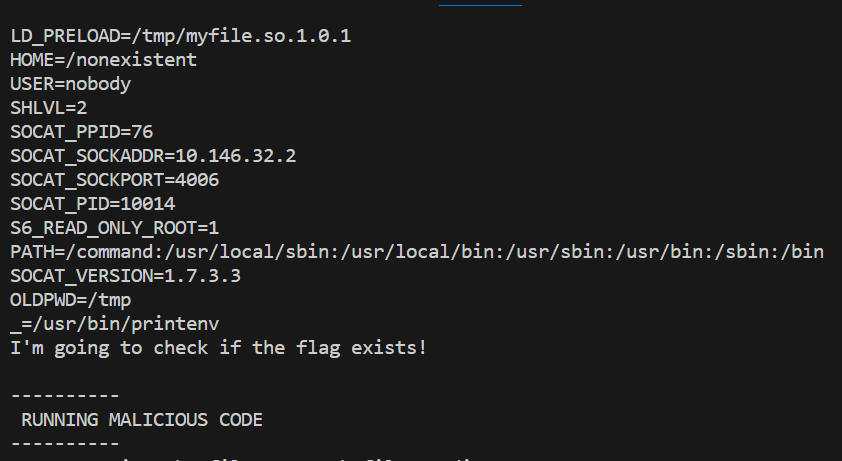 LD_PRELOAD=/tmp/myfile.so.1.0.1
HOME=/nonexistent
USER=nobody
SHLVL=2
SOCAT_PPID=76
SOCAT_SOCKADDR=10.146.32.2
SOCAT_SOCKPORT=4006
SOCAT_PID=10014
S6_READ_ONLY_ROOT=1
PATH=/command:/usr/local/sbin:/usr/local/bin:/usr/sbin:/usr/bin:/sbin:/bin
SOCAT_VERSION=1.7.3.3
OLDPWD=/tmp
_=/usr/bin/printenv
I'm going to check if the flag exists!
----------
RUNNING MALICIOUS CODE
----------